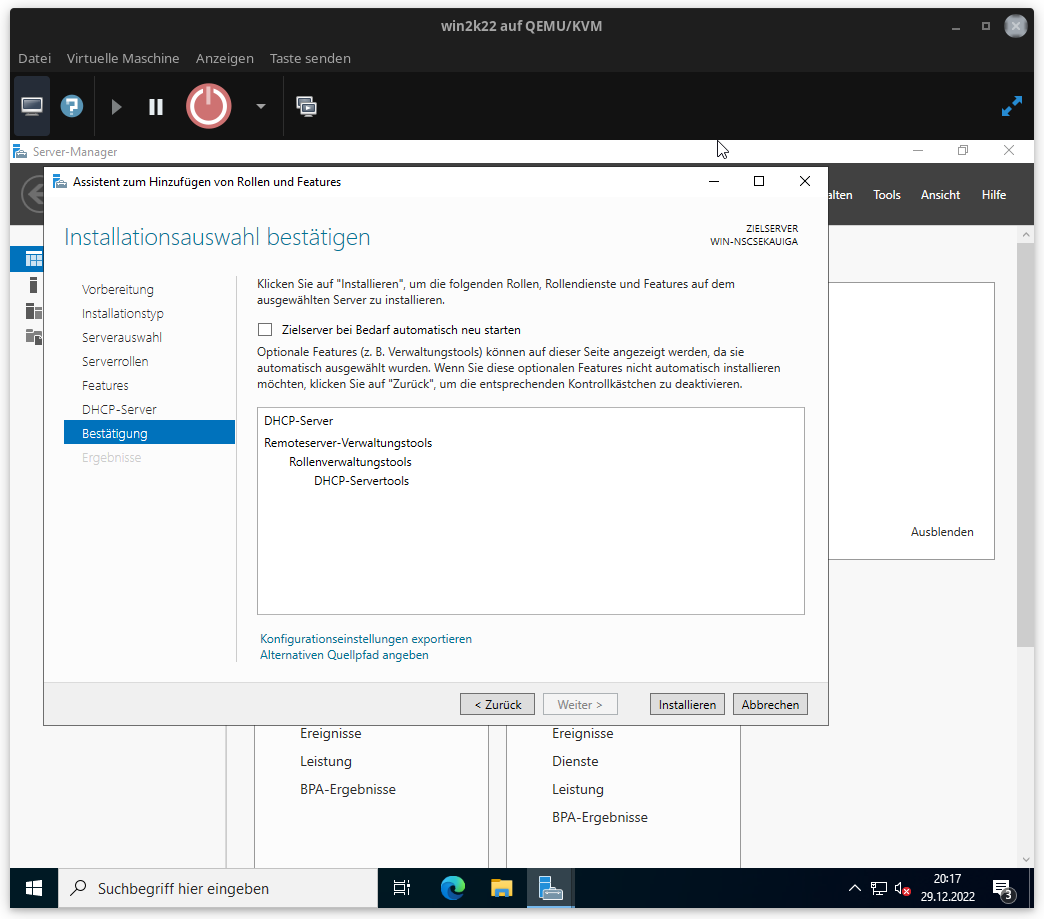 win2k22 auf QEMU/KVM
Datei Virtuelle Maschine Anzeigen Taste senden
Server-Manager
Assistent zum Hinzufügen von Rollen und Features
alten Tools Ansicht Hilfe
Installationsauswahl bestätigen
ZIELSERVER
WIN-NSCSEKAUIGA
Vorbereitung
Installationstyp
Serverauswahl
Serverrollen
Features
DHCP-Server
Bestätigung
Ergebnisse
Klicken Sie auf "Installieren", um die folgenden Rollen, Rollendienste und Features auf dem
ausgewählten Server zu installieren.
Zielserver bei Bedarf automatisch neu starten
Optionale Features (z. B. Verwaltungstools) können auf dieser Seite angezeigt werden, da sie
automatisch ausgewählt wurden. Wenn Sie diese optionalen Features nicht automatisch installieren
möchten, klicken Sie auf "Zurück", um die entsprechenden Kontrollkästchen zu deaktivieren.
DHCP-Server
Remoteserver-Verwaltungstools
Rollenverwaltungstools
DHCP-Servertools
Ausblenden
Konfigurationseinstellungen exportieren
Alternativen Quellpfad angeben
< Zurück Weiter > Installieren Abbrechen
Ereignisse
Leistung
BPA-Ergebnisse
Ereignisse
Dienste
Leistung
BPA-Ergebnisse
Suchbegriff hier eingeben
20:17
29.12.2022
3